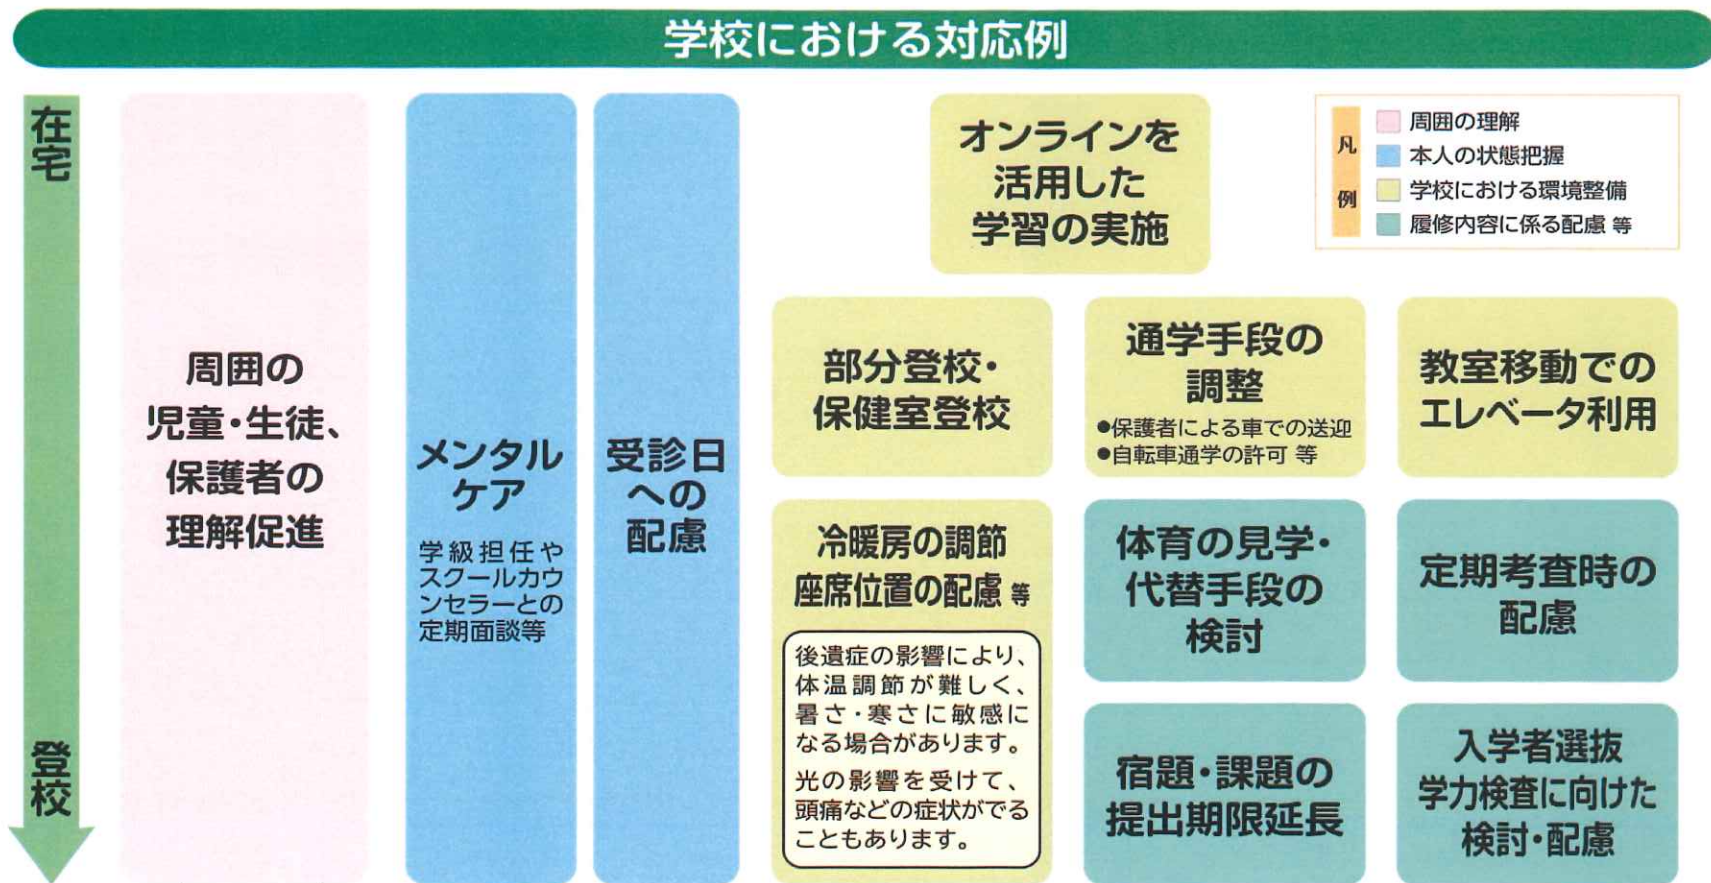 学校における対応例
在宅
登校
周囲の
児童・生徒、
保護者の
理解促進
メンタル
ケア
学級担任や
スクールカウ
ンセラーとの
定期面談等
受診日
への
配慮
オンラインを
活用した
学習の実施
凡例
周囲の理解
本人の状態把握
学校における環境整備
履修内容に係る配慮 等
部分登校・
保健室登校
通学手段の
調整
●保護者による車での送迎
●自転車通学の許可 等
教室移動での
エレベータ利用
冷暖房の調節
座席位置の配慮 等
後遺症の影響により、
体温調節が難しく、
暑さ・寒さに敏感に
なる場合があります。
光の影響を受けて、
頭痛などの症状がでる
こともあります。
体育の見学・
代替手段の
検討
定期考査時の
配慮
宿題・課題の
提出期限延長
入学者選抜
学力検査に向けた
検討・配慮